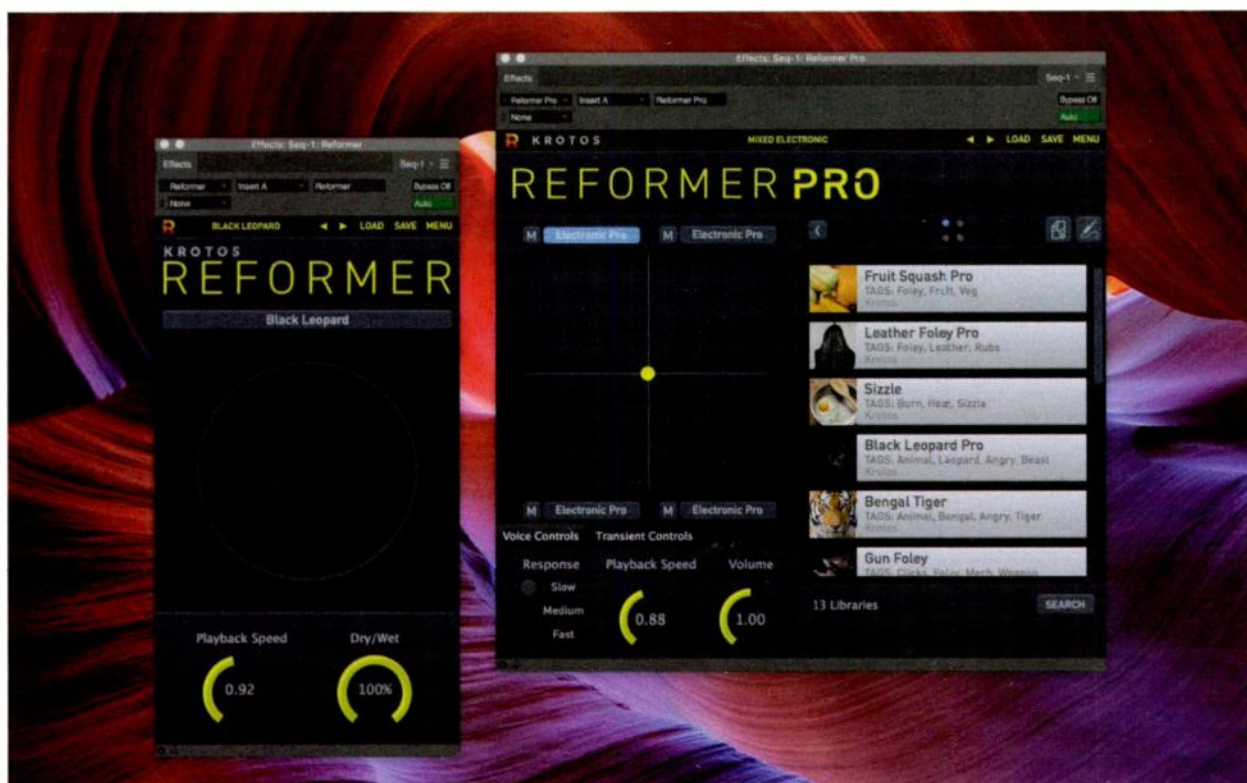 Effects: Seq-1: Reformer
Effects
Seq-1
Reformer
Insert A
Reformer
Bypass Off
None
Auto
R
BLACK LEOPARD
LOAD
SAVE
MENU
KROTOS
REFORMER
Black Leopard
Playback Speed
Dry/Wet
0.92
100%
Effects: Seq-1: Reformer Pro
Effects
Seq-1
Reformer Pro
Insert A
Reformer Pro
Bypass Off
None
Auto
R KROTOS
MIXED ELECTRONIC
LOAD
SAVE
MENU
REFORMER PRO
M Electronic Pro
M Electronic Pro
M Electronic Pro
M Electronic Pro
Voice Controls
Transient Controls
Response
Playback Speed
Volume
Slow
Medium
Fast
0.88
1.00
Fruit Squash Pro
TAGS: Foley, Fruit, Veg
Krotos
Leather Foley Pro
TAGS: Foley, Leather, Rubs
Krotos
Sizzle
TAGS: Burn, Heat, Sizzle
Krotos
Black Leopard Pro
TAGS: Animal, Leopard, Angry, Beast
Krotos
Bengal Tiger
TAGS: Animal, Bengal, Angry, Tiger
Krotos
Gun Foley
TAGS: Clicks, Foley, Mech, Weapon
13 Libraries
SEARCH